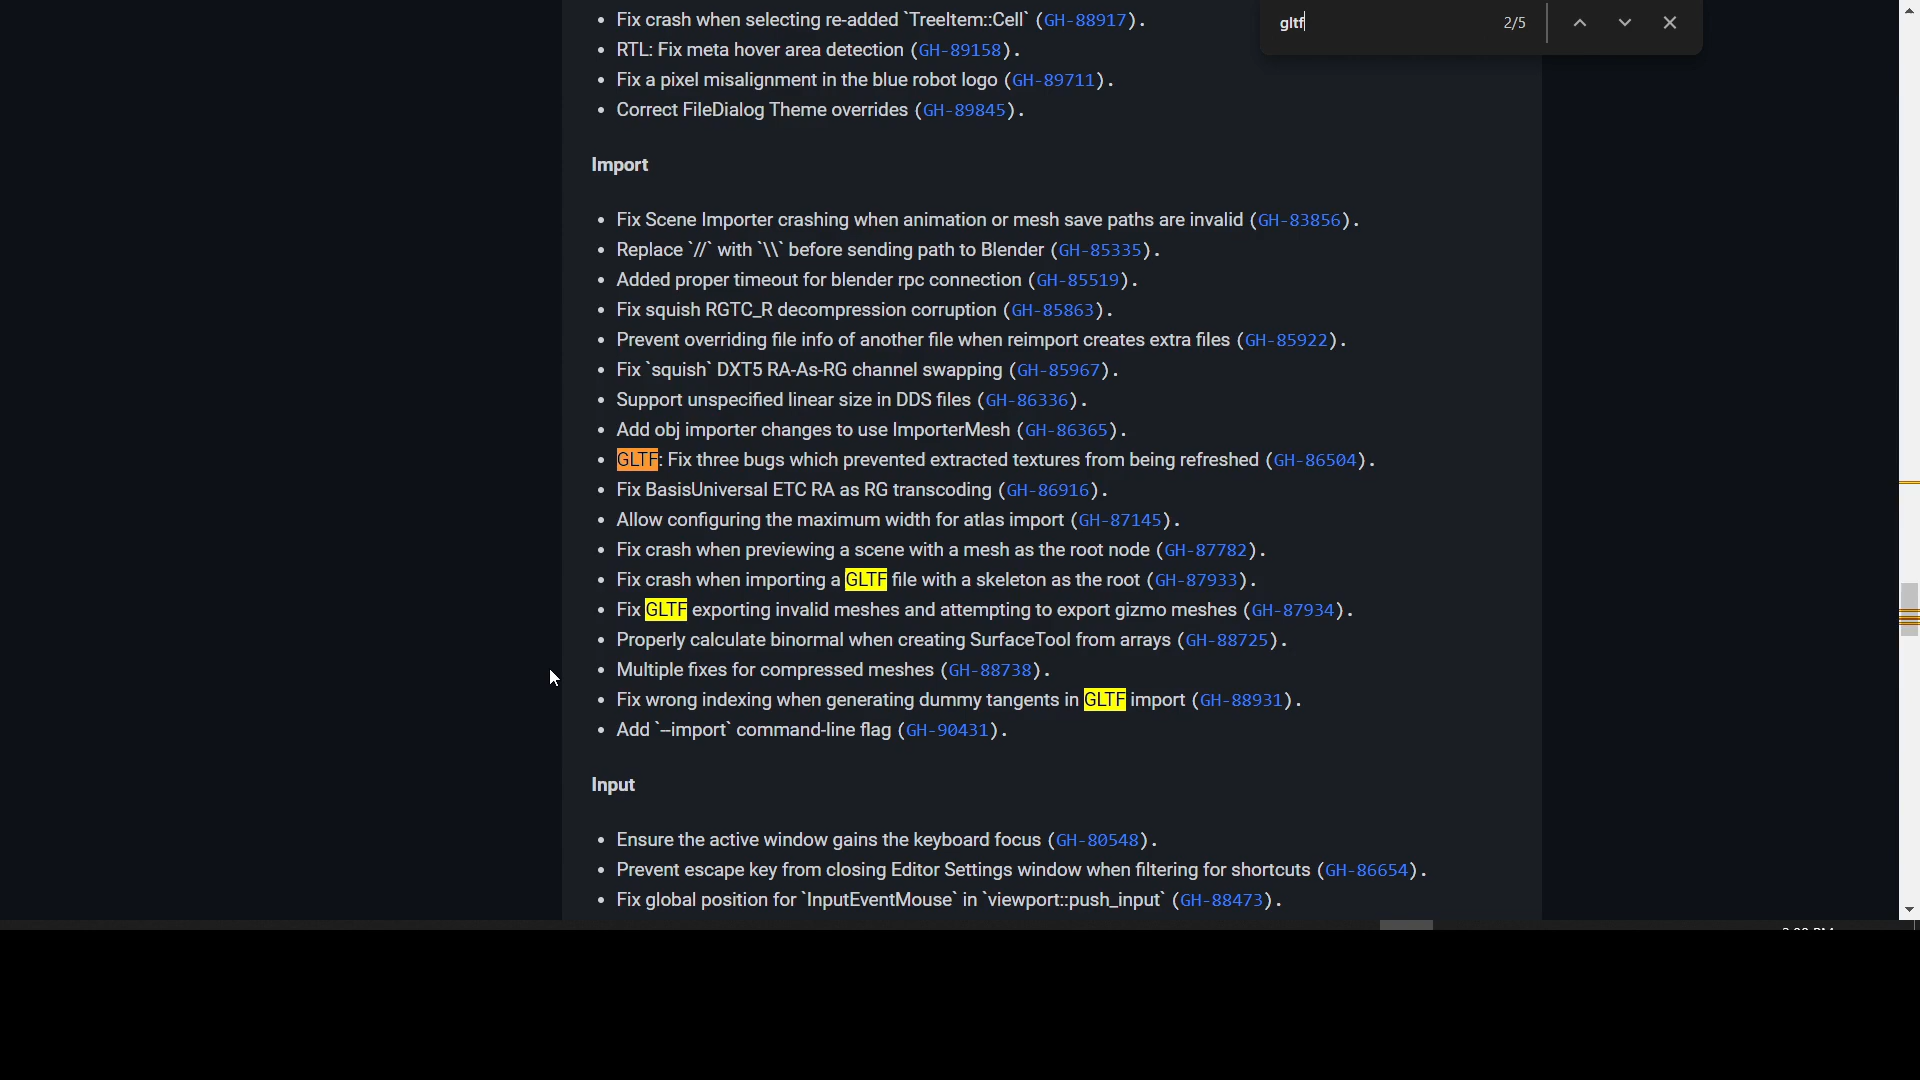 Fix crash when selecting re-added `TreeItem::Cell` (GH-88917).
gltf 2/5
RTL: Fix meta hover area detection (GH-89158).
Fix a pixel misalignment in the blue robot logo (GH-89711).
Correct FileDialog Theme overrides (GH-89845).
Import
Fix Scene Importer crashing when animation or mesh save paths are invalid (GH-83856).
Replace `//` with `\\` before sending path to Blender (GH-85335).
Added proper timeout for blender rpc connection (GH-85519).
Fix squish RGTC_R decompression corruption (GH-85863).
Prevent overriding file info of another file when reimport creates extra files (GH-85922).
Fix `squish` DXT5 RA-As-RG channel swapping (GH-85967).
Support unspecified linear size in DDS files (GH-86336).
Add obj importer changes to use ImporterMesh (GH-86365).
GLTF: Fix three bugs which prevented extracted textures from being refreshed (GH-86504).
Fix BasisUniversal ETC RA as RG transcoding (GH-86916).
Allow configuring the maximum width for atlas import (GH-87145).
Fix crash when previewing a scene with a mesh as the root node (GH-87782).
Fix crash when importing a GLTF file with a skeleton as the root (GH-87933).
Fix GLTF exporting invalid meshes and attempting to export gizmo meshes (GH-87934).
Properly calculate binormal when creating SurfaceTool from arrays (GH-88725).
Multiple fixes for compressed meshes (GH-88738).
Fix wrong indexing when generating dummy tangents in GLTF import (GH-88931).
Add `--import` command-line flag (GH-90431).
Input
Ensure the active window gains the keyboard focus (GH-80548).
Prevent escape key from closing Editor Settings window when filtering for shortcuts (GH-86654).
Fix global position for `InputEventMouse` in `viewport::push_input` (GH-88473).